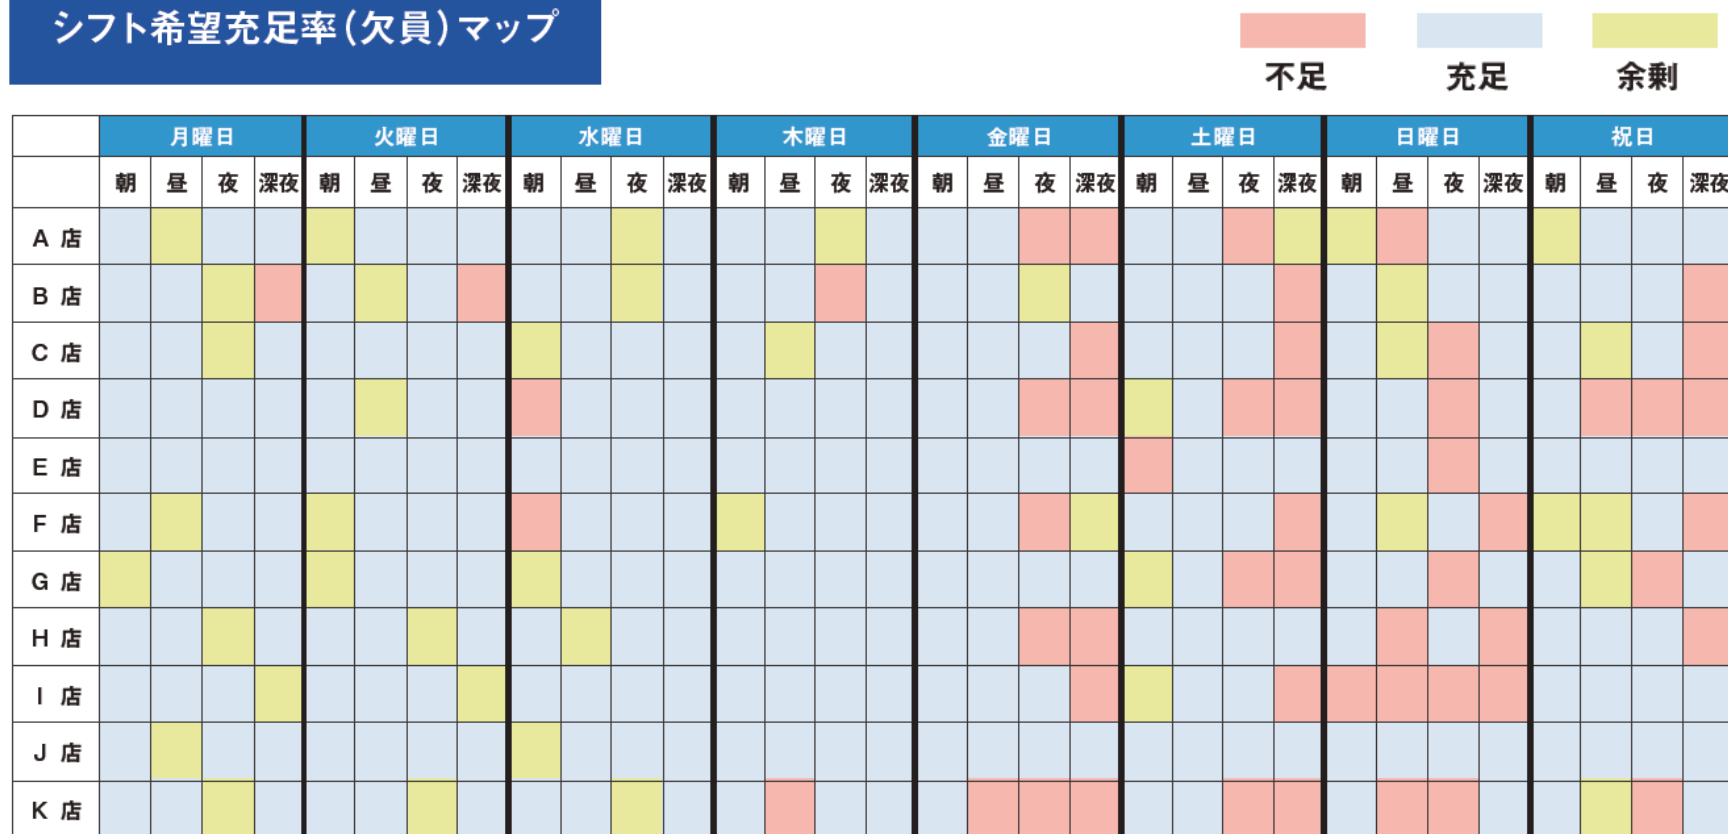 シフト希望充足率(欠員)マップ
不足 充足 余剰
月曜日 火曜日 水曜日 木曜日 金曜日 土曜日 日曜日 祝日
朝 昼 夜 深夜 朝 昼 夜 深夜 朝 昼 夜 深夜 朝 昼 夜 深夜 朝 昼 夜 深夜 朝 昼 夜 深夜 朝 昼 夜 深夜 朝 昼 夜 深夜
A 店
B 店
C 店
D 店
E 店
F 店
G 店
H 店
I 店
J 店
K 店